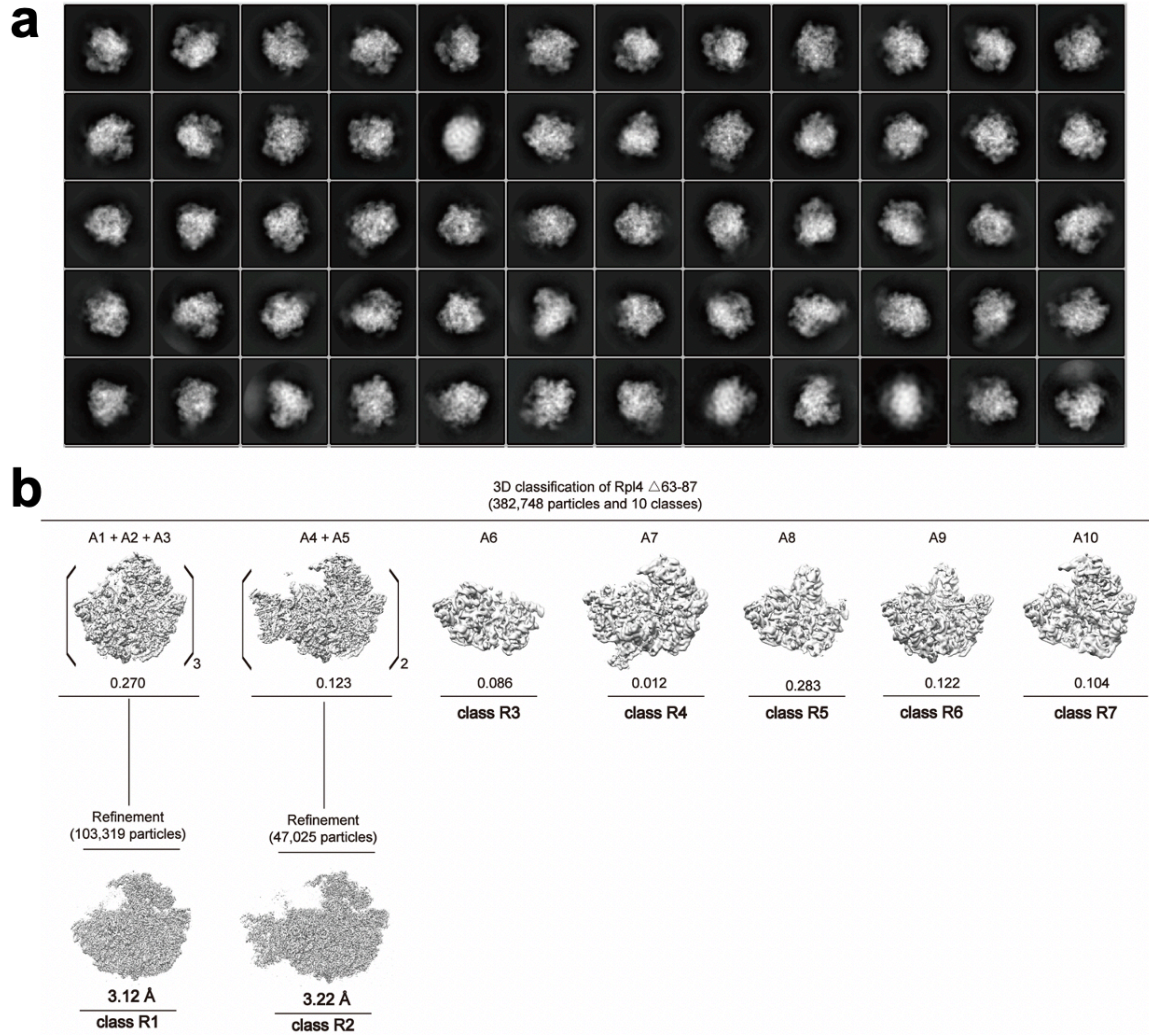 a
b
3D classification of Rpl4 △63-87
(382,748 particles and 10 classes)
A1 + A2 + A3
A4 + A5
A6
A7
A8
A9
A10
3
2
0.270
0.123
0.086
0.012
0.283
0.122
0.104
class R3
class R4
class R5
class R6
class R7
Refinement
(103,319 particles)
Refinement
(47,025 particles)
3.12 Å
class R1
3.22 Å
class R2